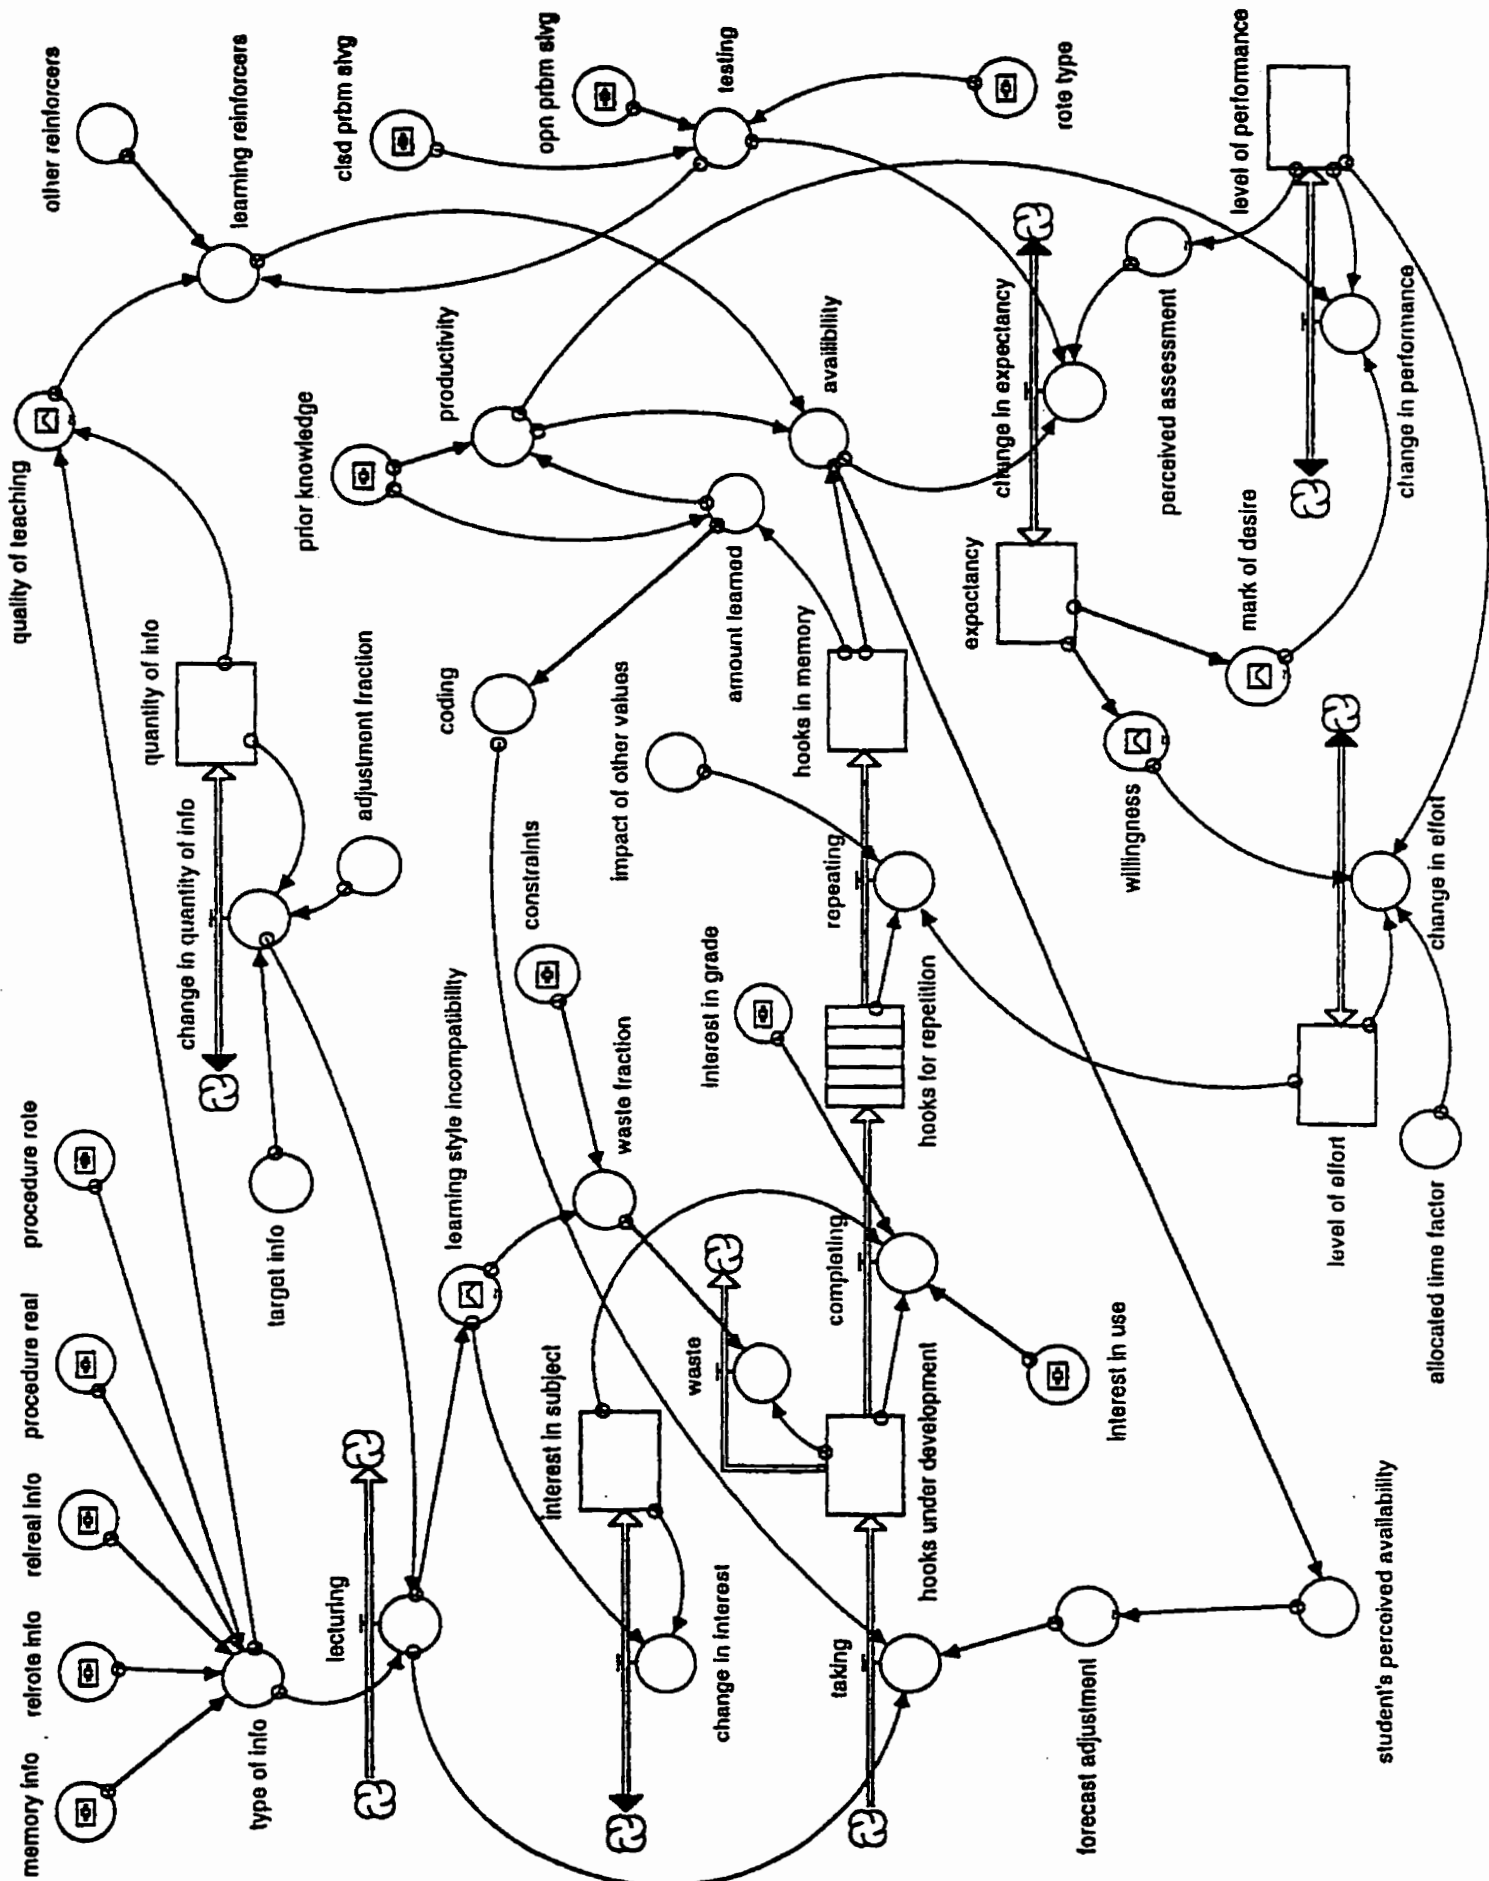 memory info
relrote info
relreal info
procedure real
procedure rote
type of info
target info
change in quantity of info
quantity of info
adjustment fraction
quality of teaching
other reinforcers
learning reinforcers
lecturing
learning style incompatibility
constraints
waste fraction
coding
prior knowledge
productivity
clsd prbm slvg
opn prbm slvg
testing
rote type
interest in subject
change in interest
waste
Interest in grade
impact of other values
amount learned
availibility
taking
hooks under development
completing
hooks for repetition
repeating
hooks in memory
Interest in use
expectancy
change in expectancy
perceived assessment
level of performance
forecast adjustment
student's perceived availability
level of effort
allocated time factor
willingness
change in effort
mark of desire
change in performance